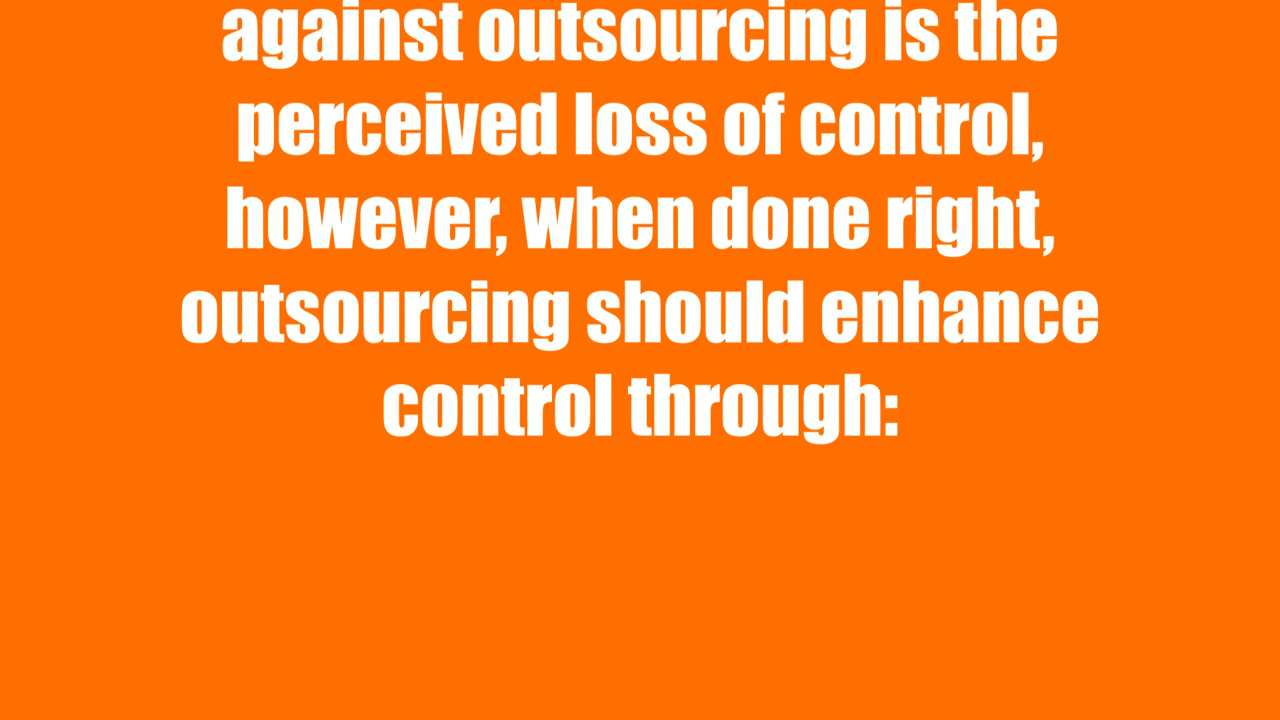 against outsourcing is the
perceived loss of control,
however, when done right,
outsourcing should enhance
control through: